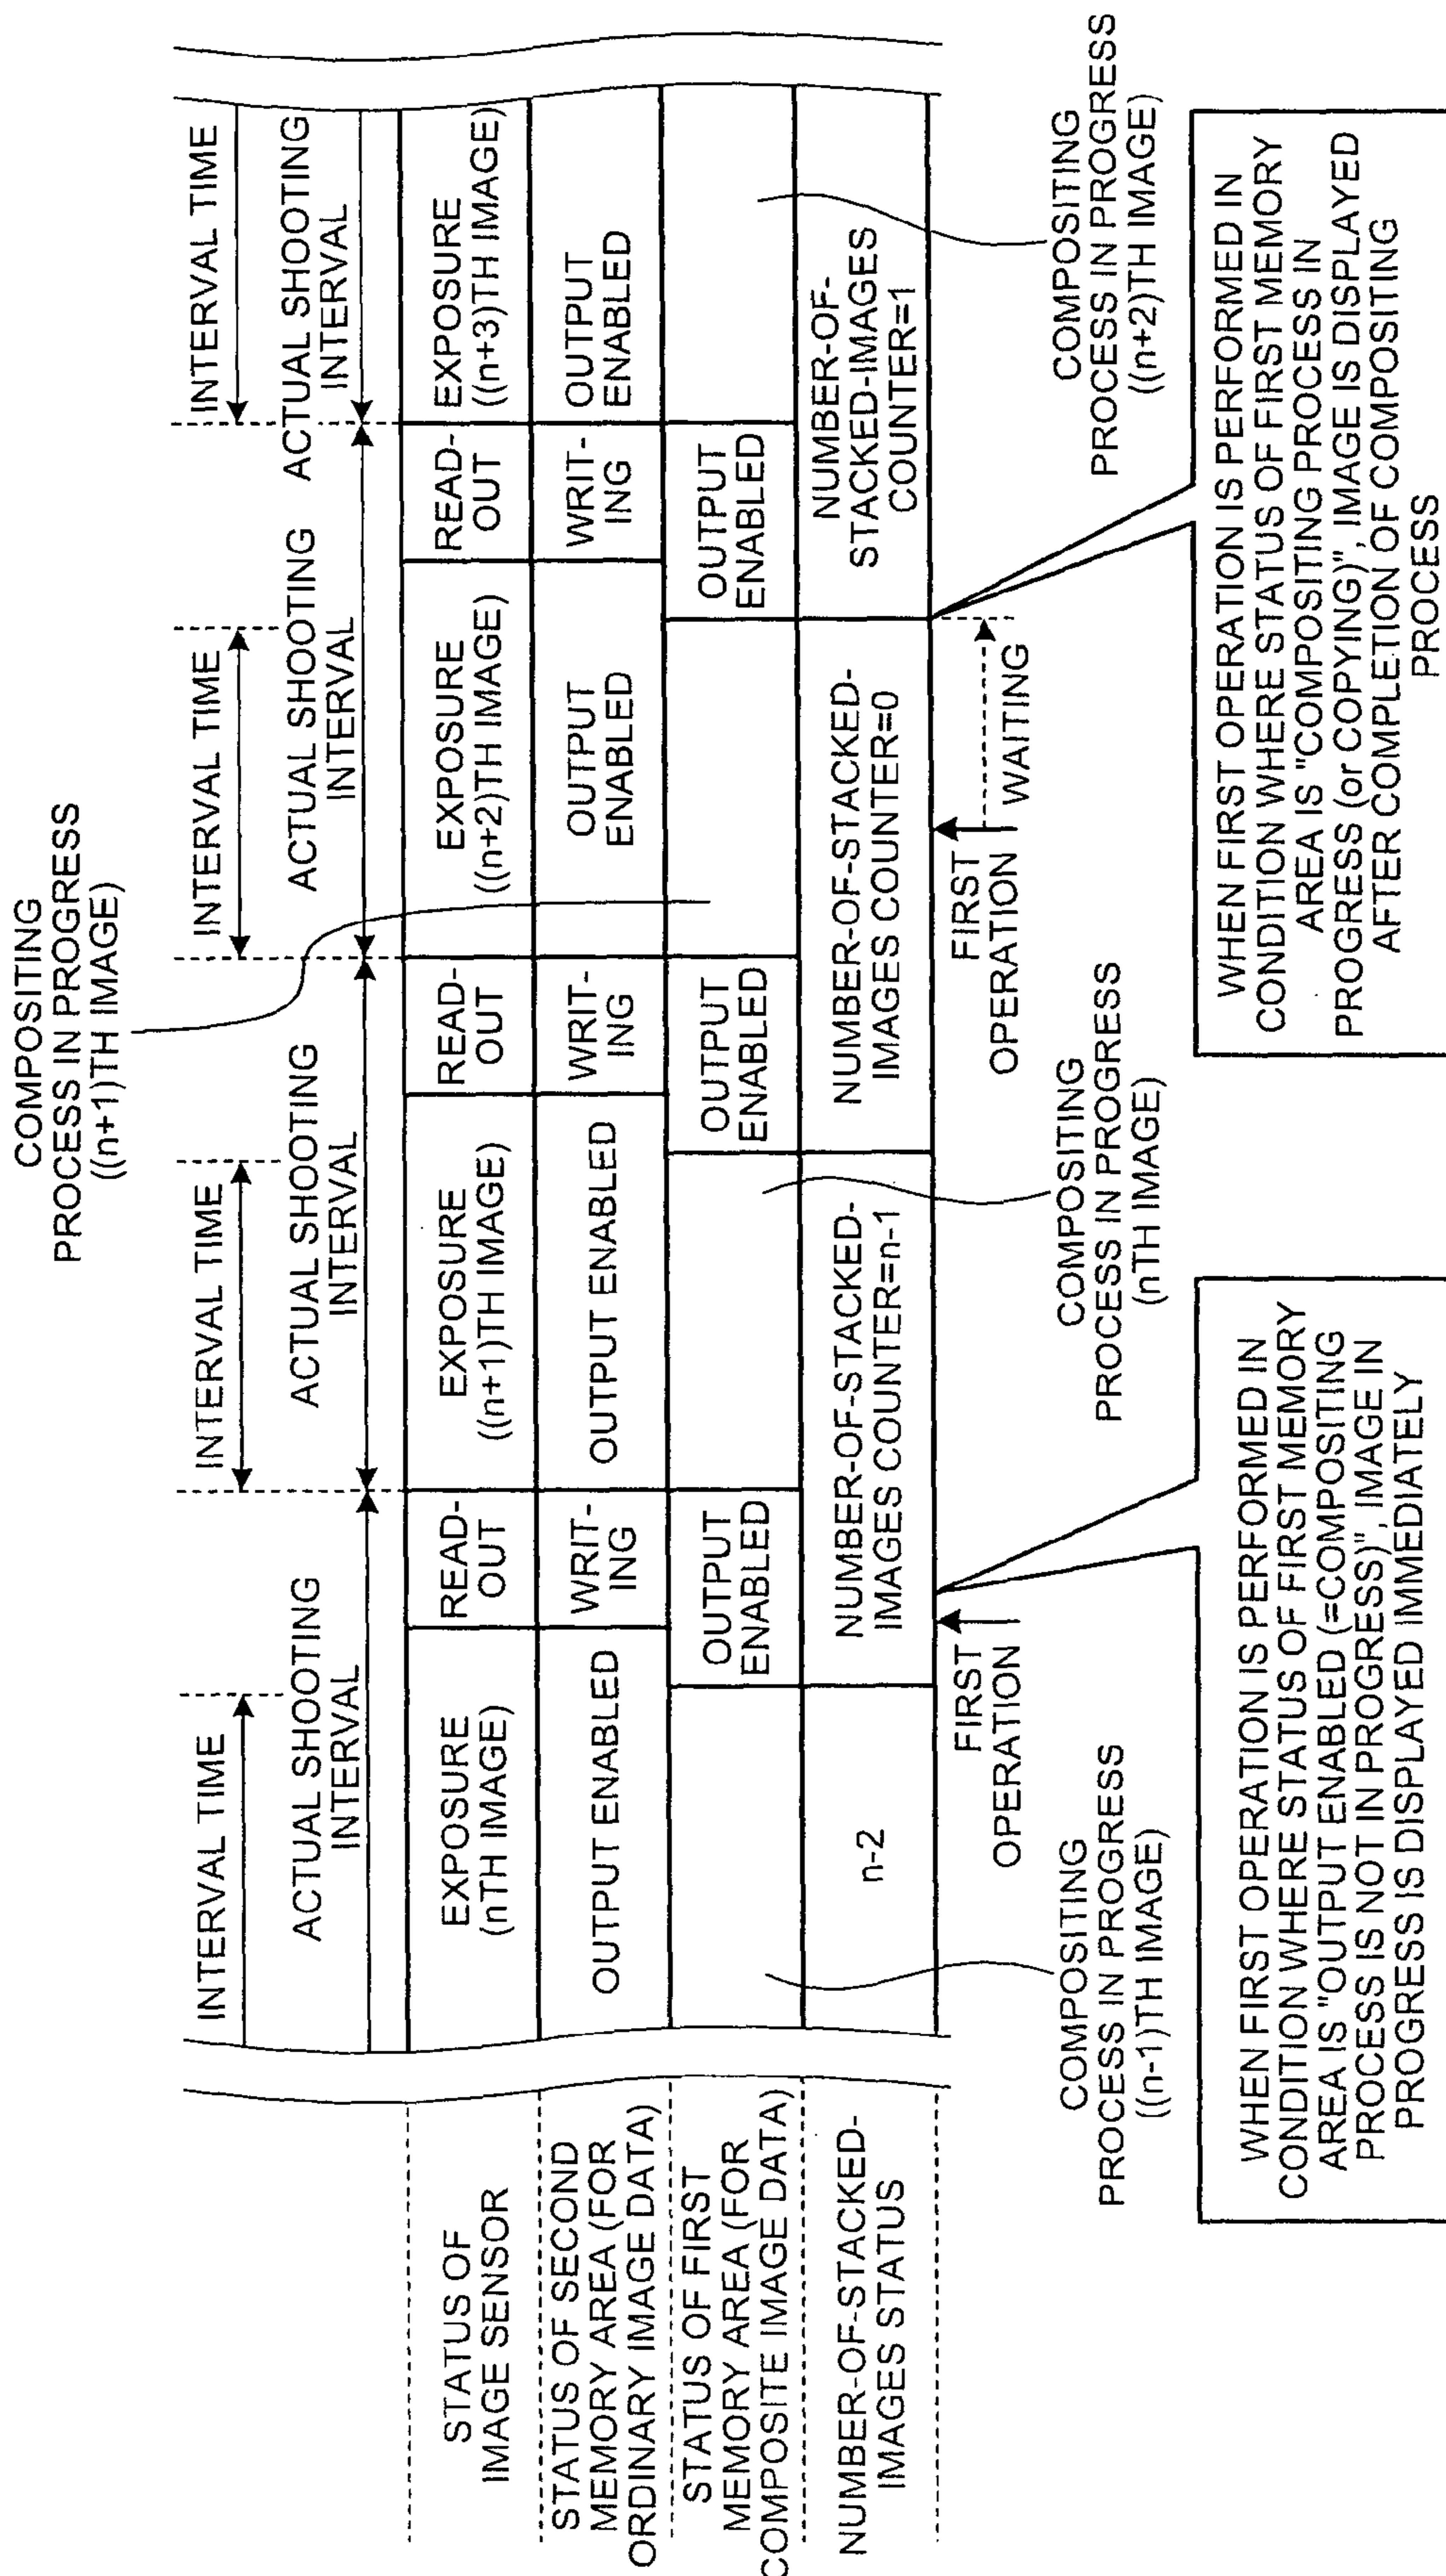 COMPOSITING
PROCESS IN PROGRESS
((n+1)TH IMAGE)
INTERVAL TIME
INTERVAL TIME
INTERVAL TIME
INTERVAL TIME
ACTUAL SHOOTING
INTERVAL
ACTUAL SHOOTING
INTERVAL
ACTUAL SHOOTING
INTERVAL
ACTUAL SHOOTING
INTERVAL
STATUS OF
IMAGE SENSOR
EXPOSURE
(nTH IMAGE)
READ-
OUT
EXPOSURE
((n+1)TH IMAGE)
READ-
OUT
EXPOSURE
((n+2)TH IMAGE)
READ-
OUT
EXPOSURE
((n+3)TH IMAGE)
STATUS OF SECOND
MEMORY AREA (FOR
ORDINARY IMAGE DATA)
OUTPUT ENABLED
WRIT-
ING
OUTPUT ENABLED
WRIT-
ING
OUTPUT
ENABLED
WRIT-
ING
OUTPUT
ENABLED
STATUS OF FIRST
MEMORY AREA (FOR
COMPOSITE IMAGE DATA)
OUTPUT
ENABLED
OUTPUT
ENABLED
OUTPUT
ENABLED
NUMBER-OF-STACKED-
IMAGES STATUS
n-2
NUMBER-OF-STACKED-
IMAGES COUNTER=n-1
NUMBER-OF-STACKED-
IMAGES COUNTER=0
NUMBER-OF-
STACKED-IMAGES
COUNTER=1
FIRST
OPERATION
FIRST
OPERATION
WAITING
COMPOSITING
PROCESS IN PROGRESS
((n-1)TH IMAGE)
COMPOSITING
PROCESS IN PROGRESS
(nTH IMAGE)
COMPOSITING
PROCESS IN PROGRESS
((n+2)TH IMAGE)
WHEN FIRST OPERATION IS PERFORMED IN
CONDITION WHERE STATUS OF FIRST MEMORY
AREA IS "OUTPUT ENABLED (=COMPOSITING
PROCESS IS NOT IN PROGRESS)", IMAGE IN
PROGRESS IS DISPLAYED IMMEDIATELY
WHEN FIRST OPERATION IS PERFORMED IN
CONDITION WHERE STATUS OF FIRST MEMORY
AREA IS "COMPOSITING PROCESS IN
PROGRESS (or COPYING)", IMAGE IS DISPLAYED
AFTER COMPLETION OF COMPOSITING
PROCESS